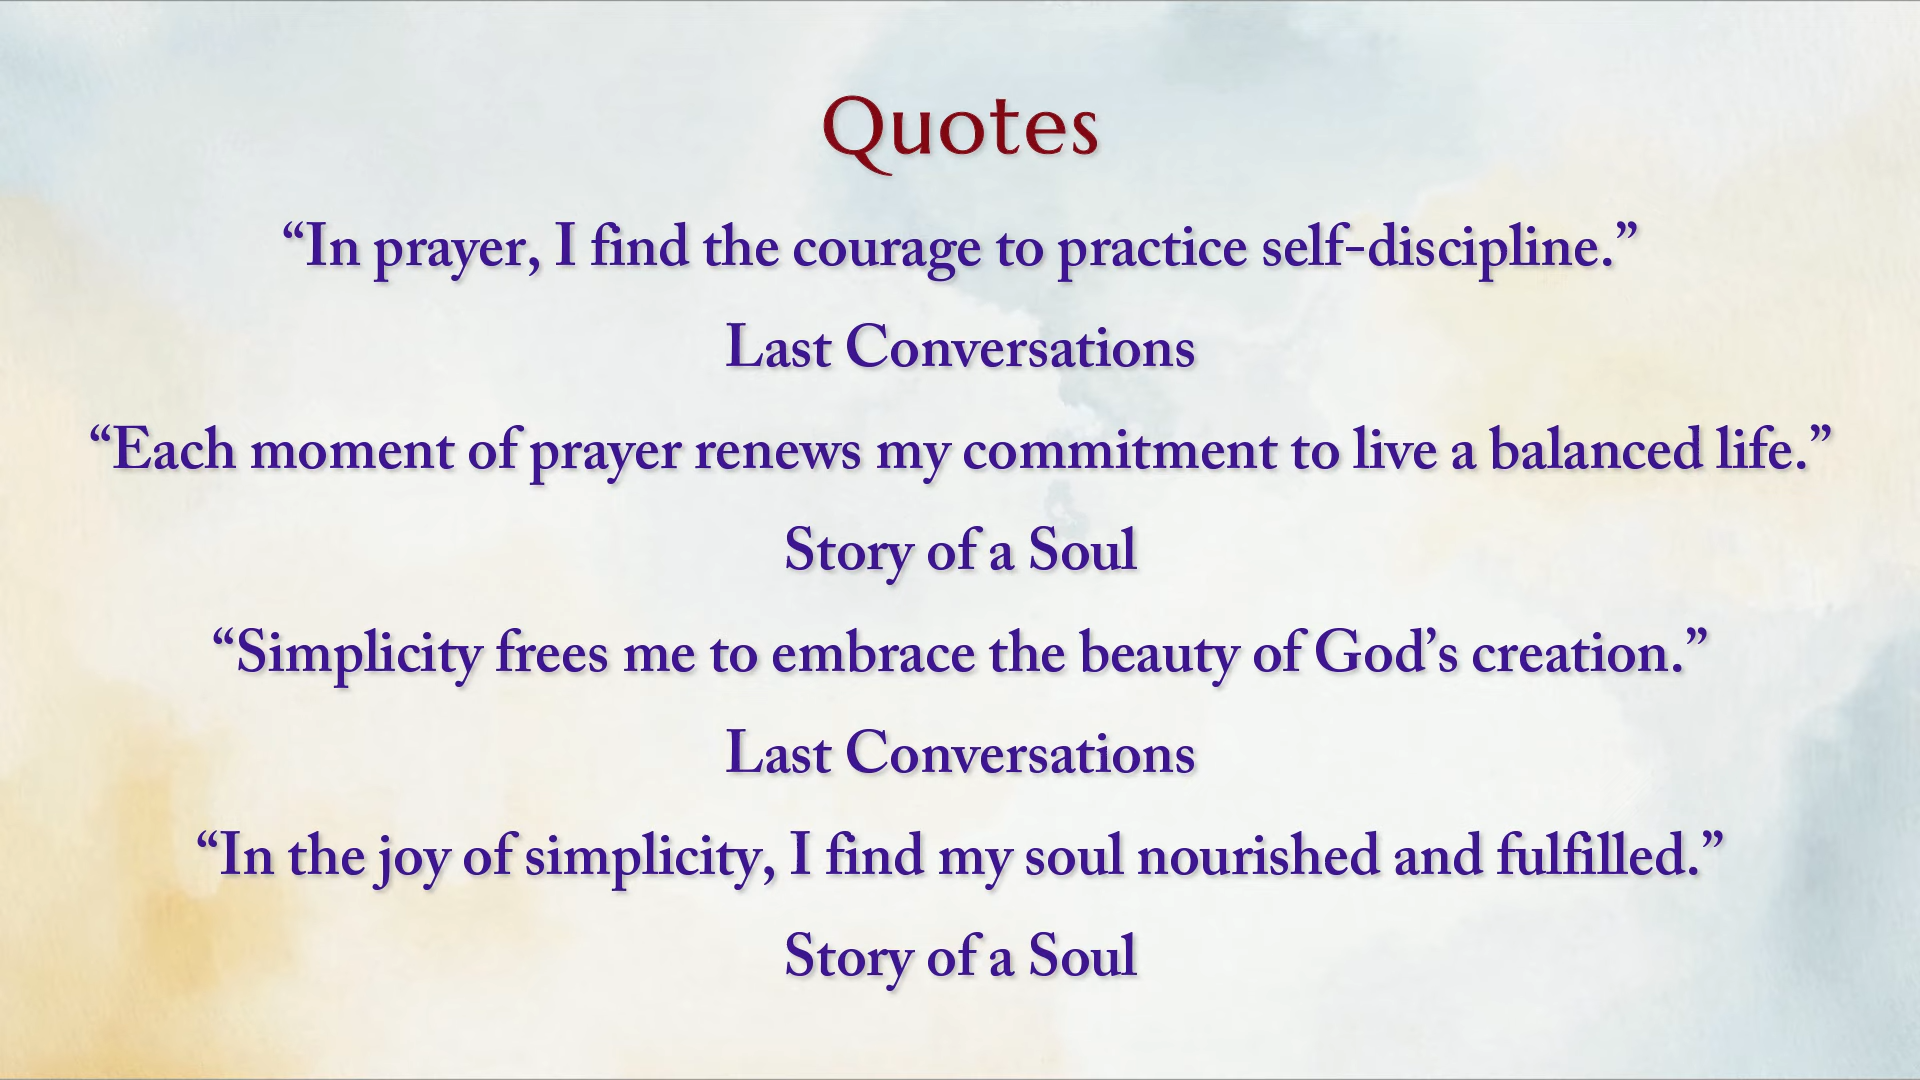 Quotes
“In prayer, I find the courage to practice self-discipline.”
Last Conversations
“Each moment of prayer renews my commitment to live a balanced life.”
Story of a Soul
“Simplicity frees me to embrace the beauty of God’s creation.”
Last Conversations
“In the joy of simplicity, I find my soul nourished and fulfilled.”
Story of a Soul